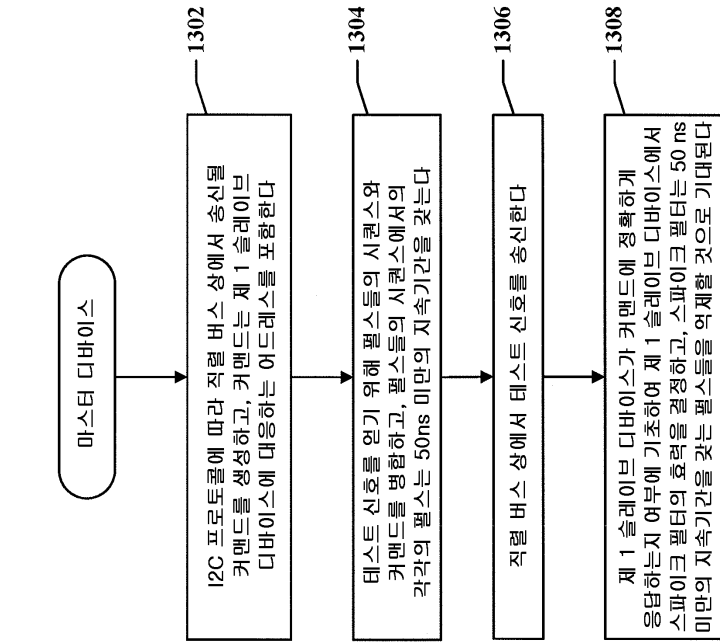 마스터 디바이스
1302
I2C 프로토콜에 따라 직렬 버스 상에서 송신될
커맨드를 생성하고, 커맨드는 제 1 슬레이브
디바이스에 대응하는 어드레스를 포함한다
1304
테스트 신호를 얻기 위해 펄스들의 시퀀스와
커맨드를 병합하고, 펄스들의 시퀀스에서의
각각의 펄스는 50ns 미만의 지속기간을 갖는다
1306
직렬 버스 상에서 테스트 신호를 송신한다
1308
제 1 슬레이브 디바이스가 커맨드에 정확하게
응답하는지 여부에 기초하여 제 1 슬레이브 디바이스에서
스파이크 필터의 효력을 결정하고, 스파이크 필터는 50 ns
미만의 지속기간을 갖는 펄스들을 억제할 것으로 기대된다